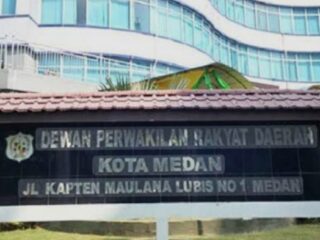 DEWAN PERWAKILAN RAKYAT DAERAH
KOTA MEDAN
JL KAPTEN MAULANA LUBIS NO 1 MEDAN